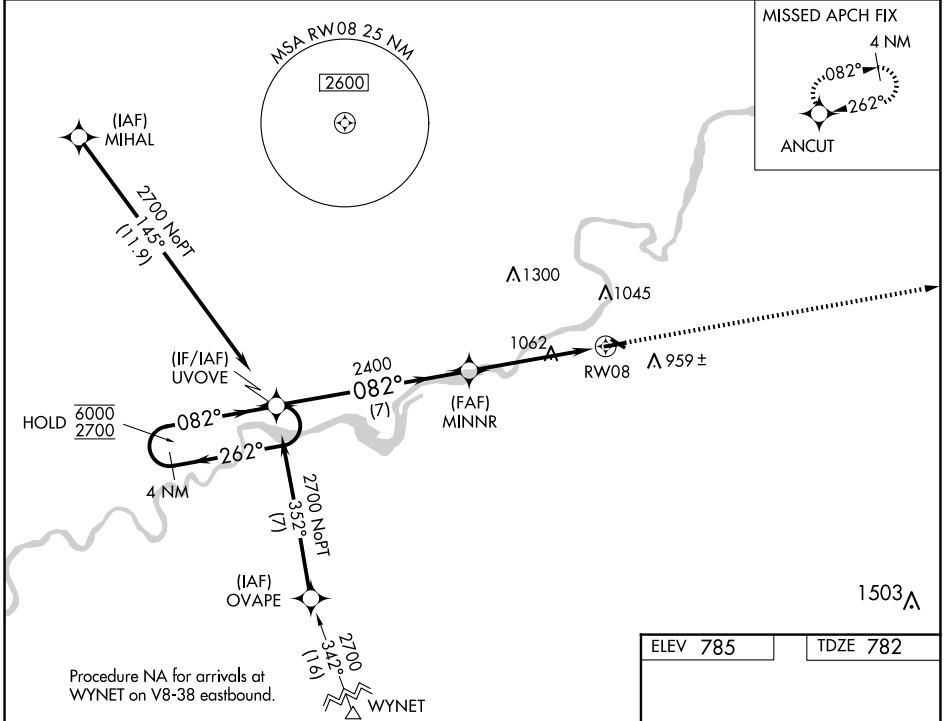 MISSED APCH FIX
4 NM
082°
262°
ANCUT
MSA RW08 25 NM
2600
(IAF)
MIHAL
2700 NoPT
145°
(11.9)
1300
1045
1062
RW08
959 ±
(IF/IAF)
UVOVE
2400
082°
(7)
(FAF)
MINNR
HOLD
6000
2700
082°
262°
4 NM
2700 NoPT
352°
(7)
(IAF)
OVAPE
2700
342°
(16)
WYNET
1503
Procedure NA for arrivals at
WYNET on V8-38 eastbound.
ELEV 785
TDZE 782